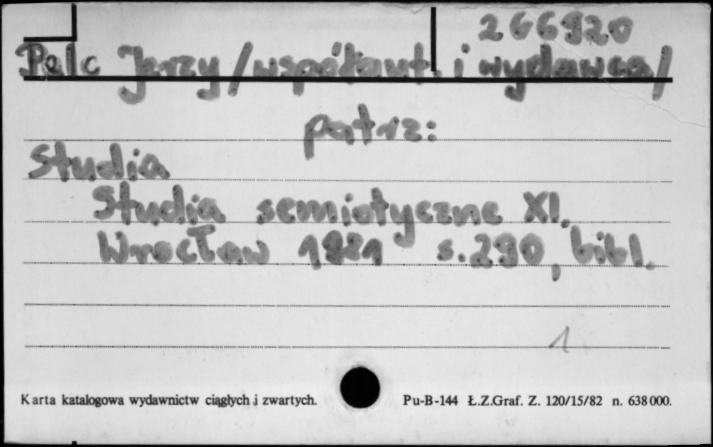 266920
Pelc Jerzy /współaut. i wydawca/
patrz:
Studia
Studia semiotyczne XI.
Wrocław 1981 s.290, bibl.
1
Karta katalogowa wydawnictw ciągłych i zwartych. Pu-B-144 Ł.Z.Graf. Z. 120/15/82 n. 638000.